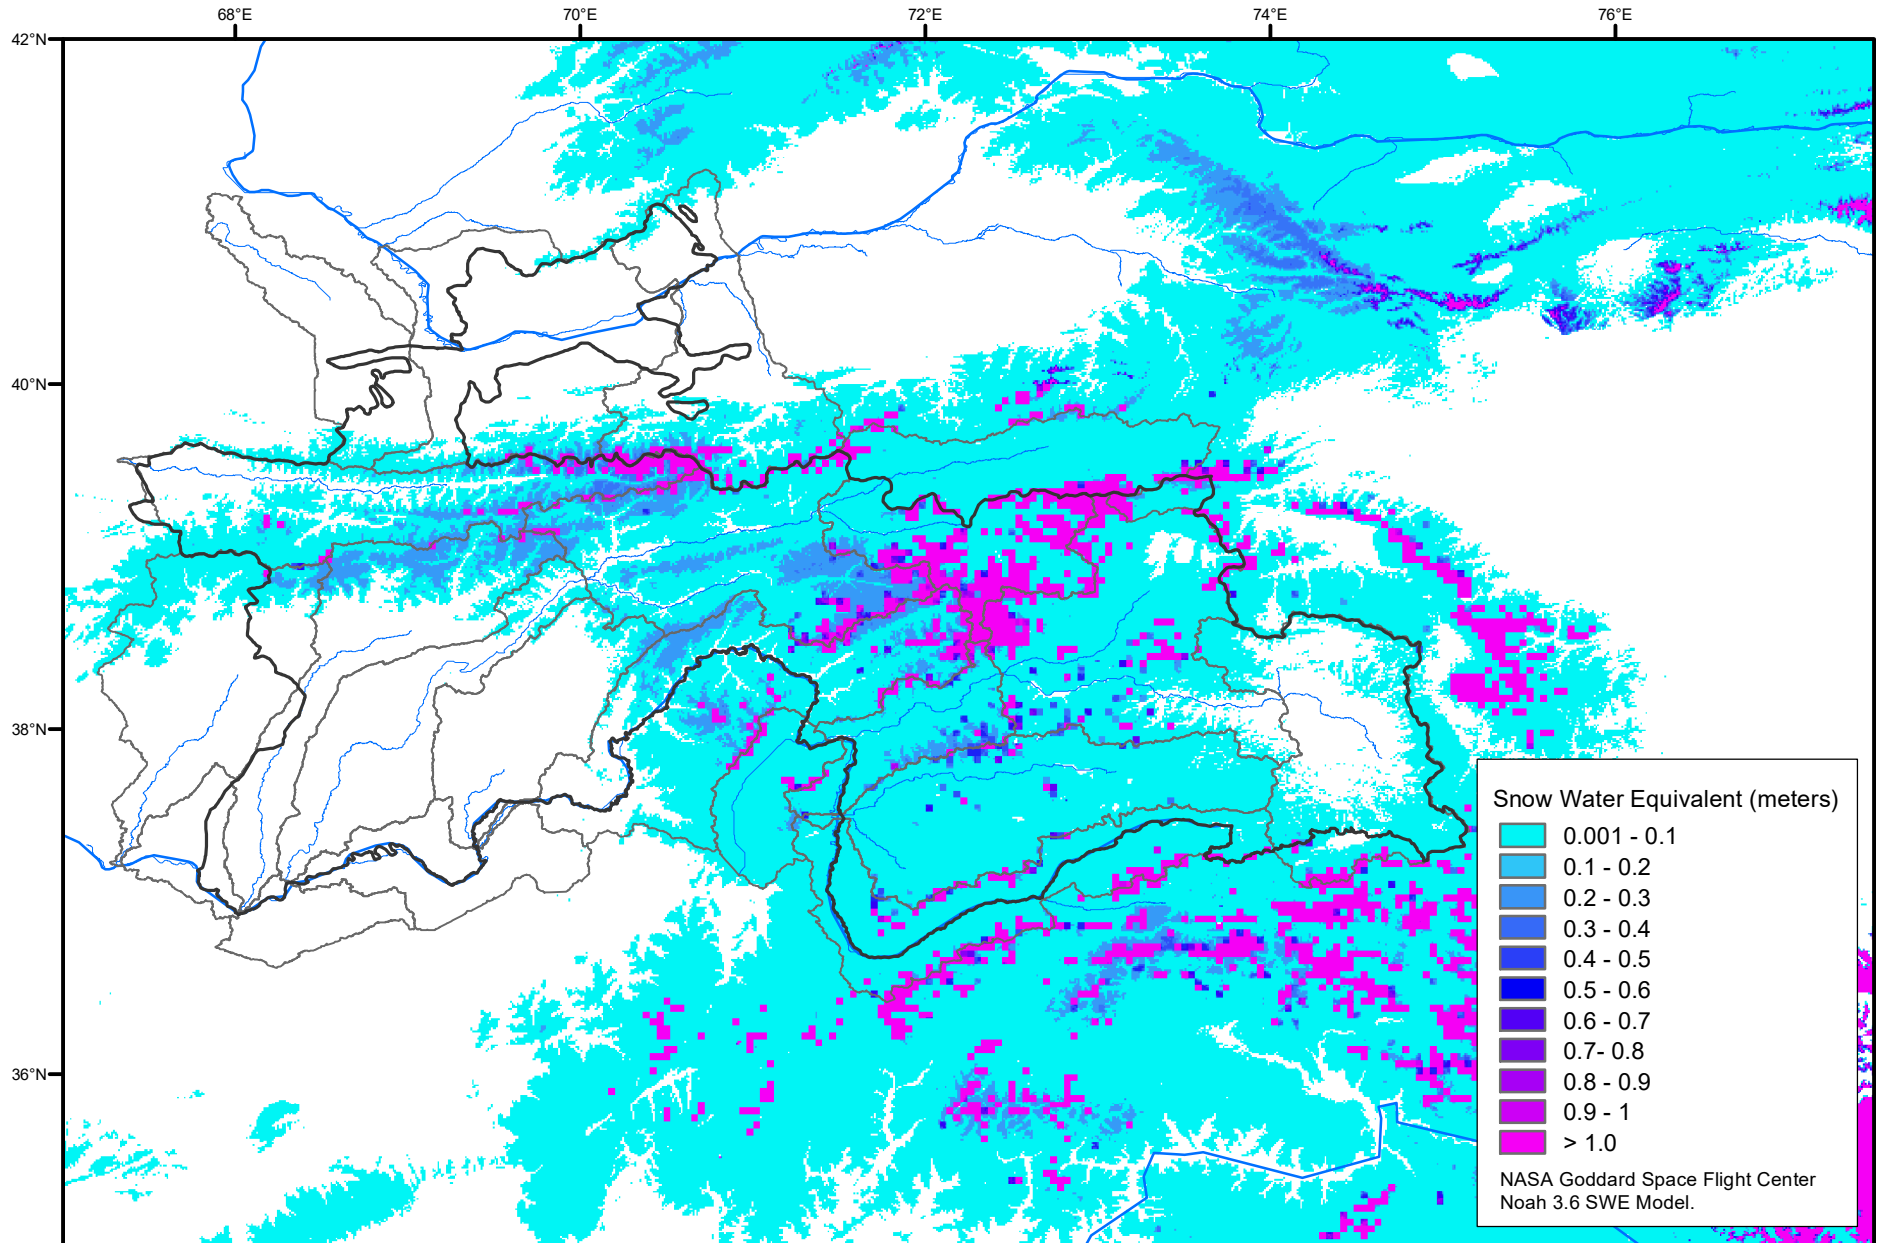 68°E
70°E
72°E
74°E
76°E
42°N
40°N
38°N
36°N
Snow Water Equivalent (meters)
0.001 - 0.1
0.1 - 0.2
0.2 - 0.3
0.3 - 0.4
0.4 - 0.5
0.5 - 0.6
0.6 - 0.7
0.7- 0.8
0.8 - 0.9
0.9 - 1
> 1.0
NASA Goddard Space Flight Center
Noah 3.6 SWE Model.